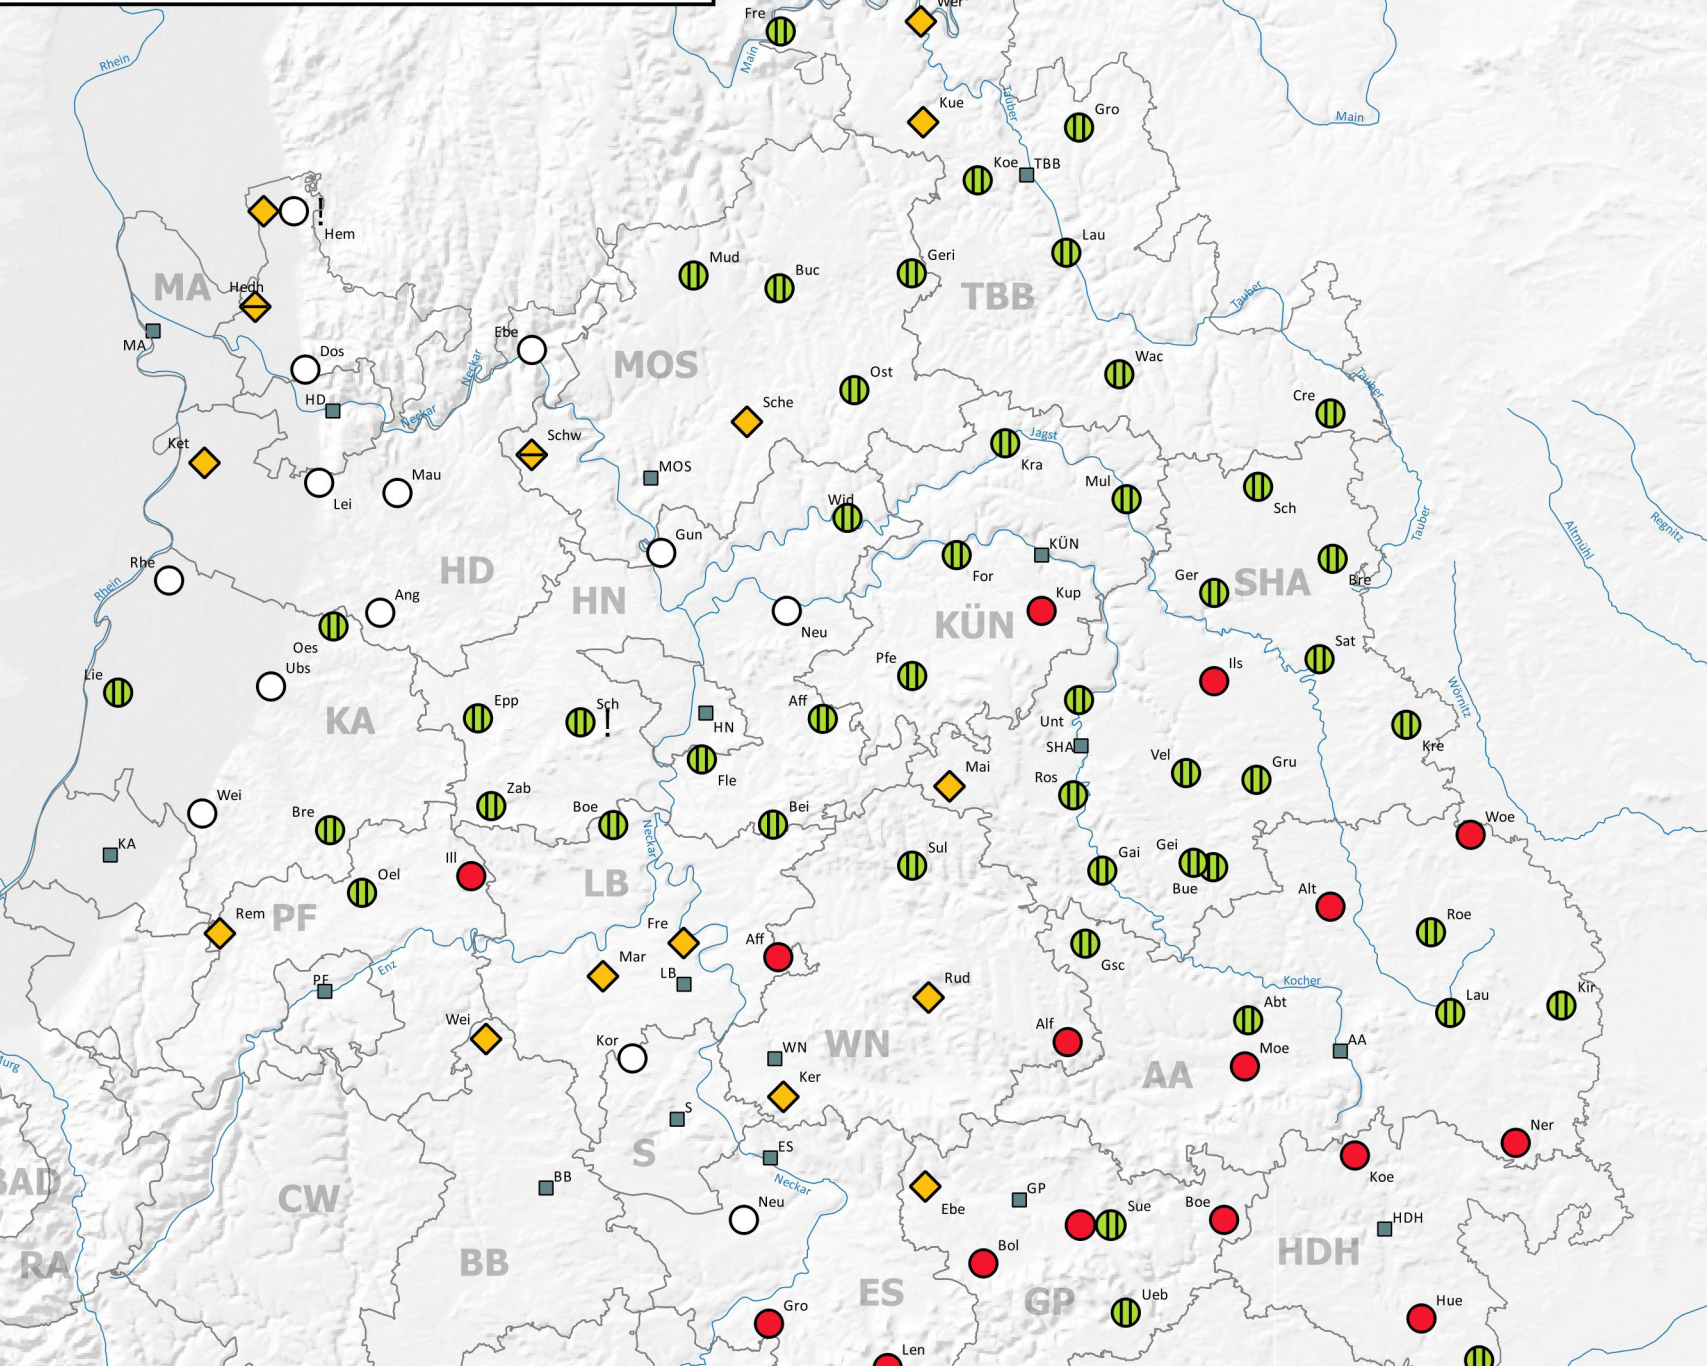 Fre
Wer
Rhein
Main
Kue
Tauber
Gro
Main
Koe
TBB
Hem
!
Lau
Mud
Buc
Geri
MA
Hedh
TBB
Tauber
MA
Ebe
Dos
Neckar
MOS
Wac
Ost
Tauber
HD
Neckar
Sche
Cre
Ket
Schw
Jagst
MOS
Kra
Mau
Mul
Lei
Wid
Sch
Tauber
Altmühl
Regnitz
Gun
KÜN
Rhe
HD
For
Ger
SHA
Bre
Rhein
Ang
HN
Kup
Neu
KÜN
Oes
Sat
Ubs
Pfe
Ils
Lie
Epp
Sch
!
Aff
Wörnitz
KA
HN
Unt
SHA
Kre
Vel
Gru
Fle
Mai
Ros
Wei
Zab
Boe
Bei
Bre
Woe
Neckar
KA
Ill
Sul
Gai
Gei
Oel
LB
Bue
Alt
Rem
PF
Fre
Roe
Aff
Mar
Gsc
LB
Enz
PF
Rud
Kocher
Kir
Abt
Lau
Wei
Alf
Kor
WN
WN
AA
Moe
Murg
AA
Ker
S
Ner
ES
S
Koe
BAD
BB
Neckar
CW
GP
Neu
Ebe
Sue
Boe
HDH
BB
Bol
HDH
RA
ES
GP
Ueb
Gro
Hue
Len